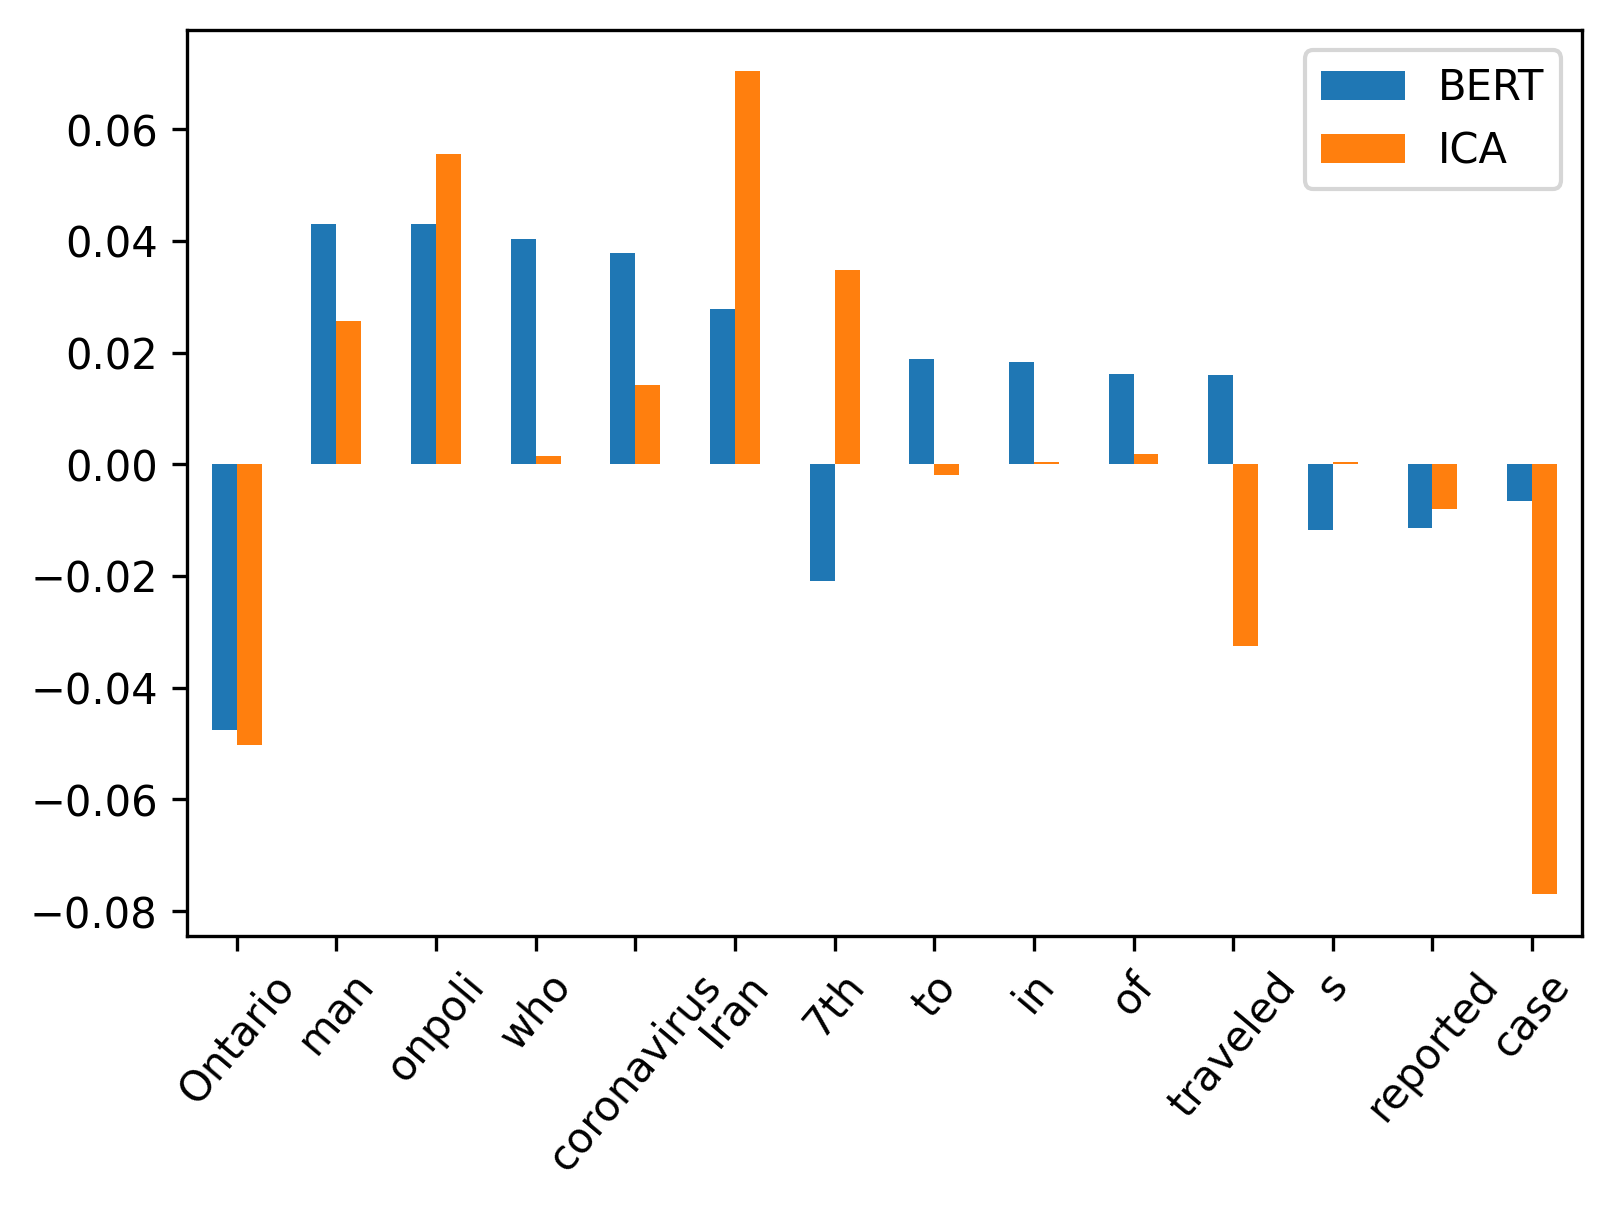 BERT
ICA
0.06
0.04
0.02
0.00
−0.02
−0.04
−0.06
−0.08
Ontario
man
onpoli
who
coronavirus
Iran
7th
to
in
of
traveled
s
reported
case